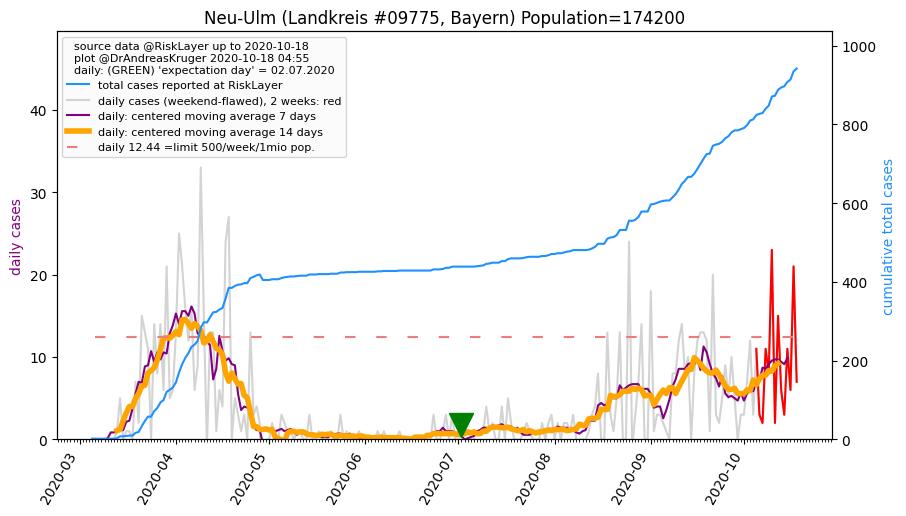 Neu-Ulm (Landkreis #09775, Bayern) Population=174200
source data @RiskLayer up to 2020-10-18
plot @DrAndreasKruger 2020-10-18 04:55
daily: (GREEN) 'expectation day' = 02.07.2020
total cases reported at RiskLayer
daily cases (weekend-flawed), 2 weeks: red
daily: centered moving average 7 days
daily: centered moving average 14 days
daily 12.44 =limit 500/week/1mio pop.
daily cases
40
30
20
10
0
1000
800
600
400
200
0
cumulative total cases
2020-03
2020-04
2020-05
2020-06
2020-07
2020-08
2020-09
2020-10